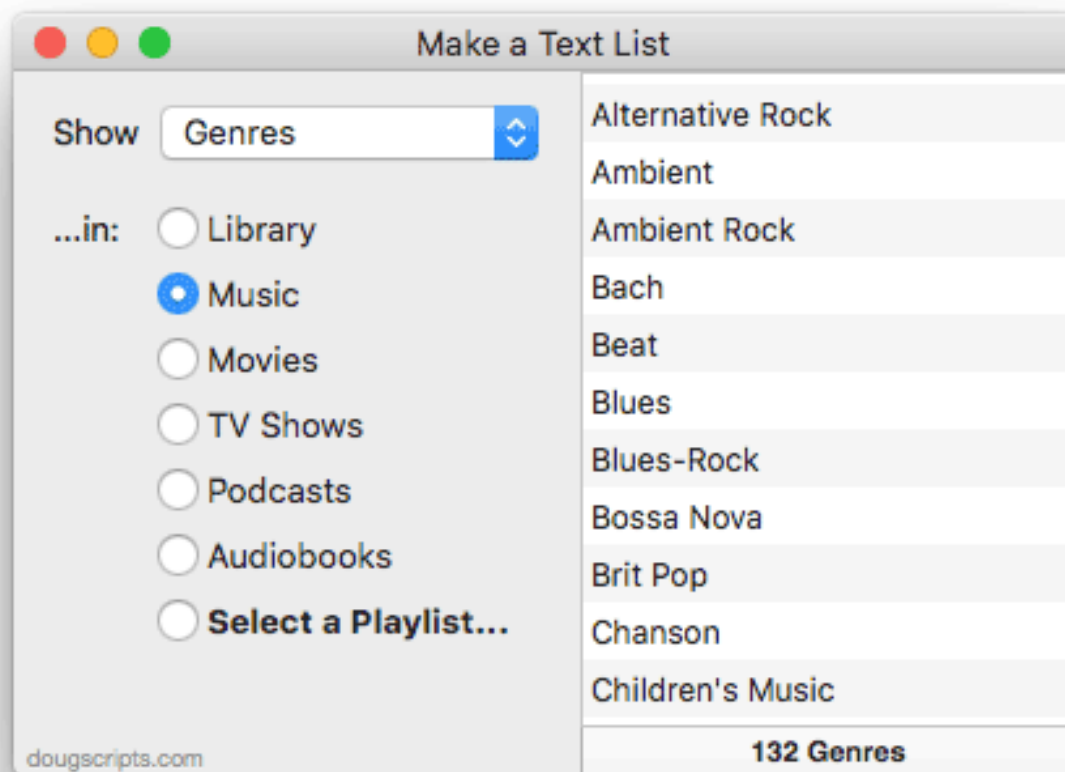 Make a Text List
Show Genres
...in:
Library
Music
Movies
TV Shows
Podcasts
Audiobooks
Select a Playlist...
dougscripts.com
Alternative Rock
Ambient
Ambient Rock
Bach
Beat
Blues
Blues-Rock
Bossa Nova
Brit Pop
Chanson
Children's Music
132 Genres